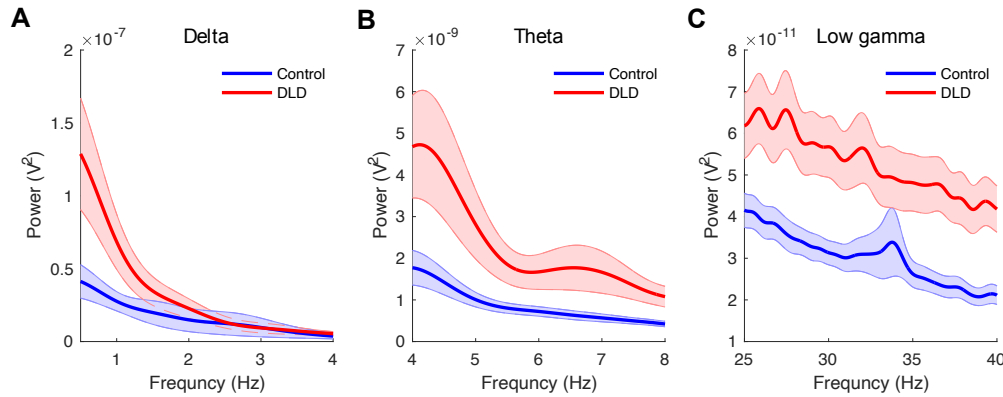 A
Delta
×10⁻⁷
2
1.5
1
0.5
0
1
2
3
4
Power (V²)
Frequncy (Hz)
Control
DLD
B
Theta
×10⁻⁹
7
6
5
4
3
2
1
0
4
5
6
7
8
Power (V²)
Frequncy (Hz)
Control
DLD
C
Low gamma
×10⁻¹¹
8
7
6
5
4
3
2
1
25
30
35
40
Power (V²)
Frequncy (Hz)
Control
DLD